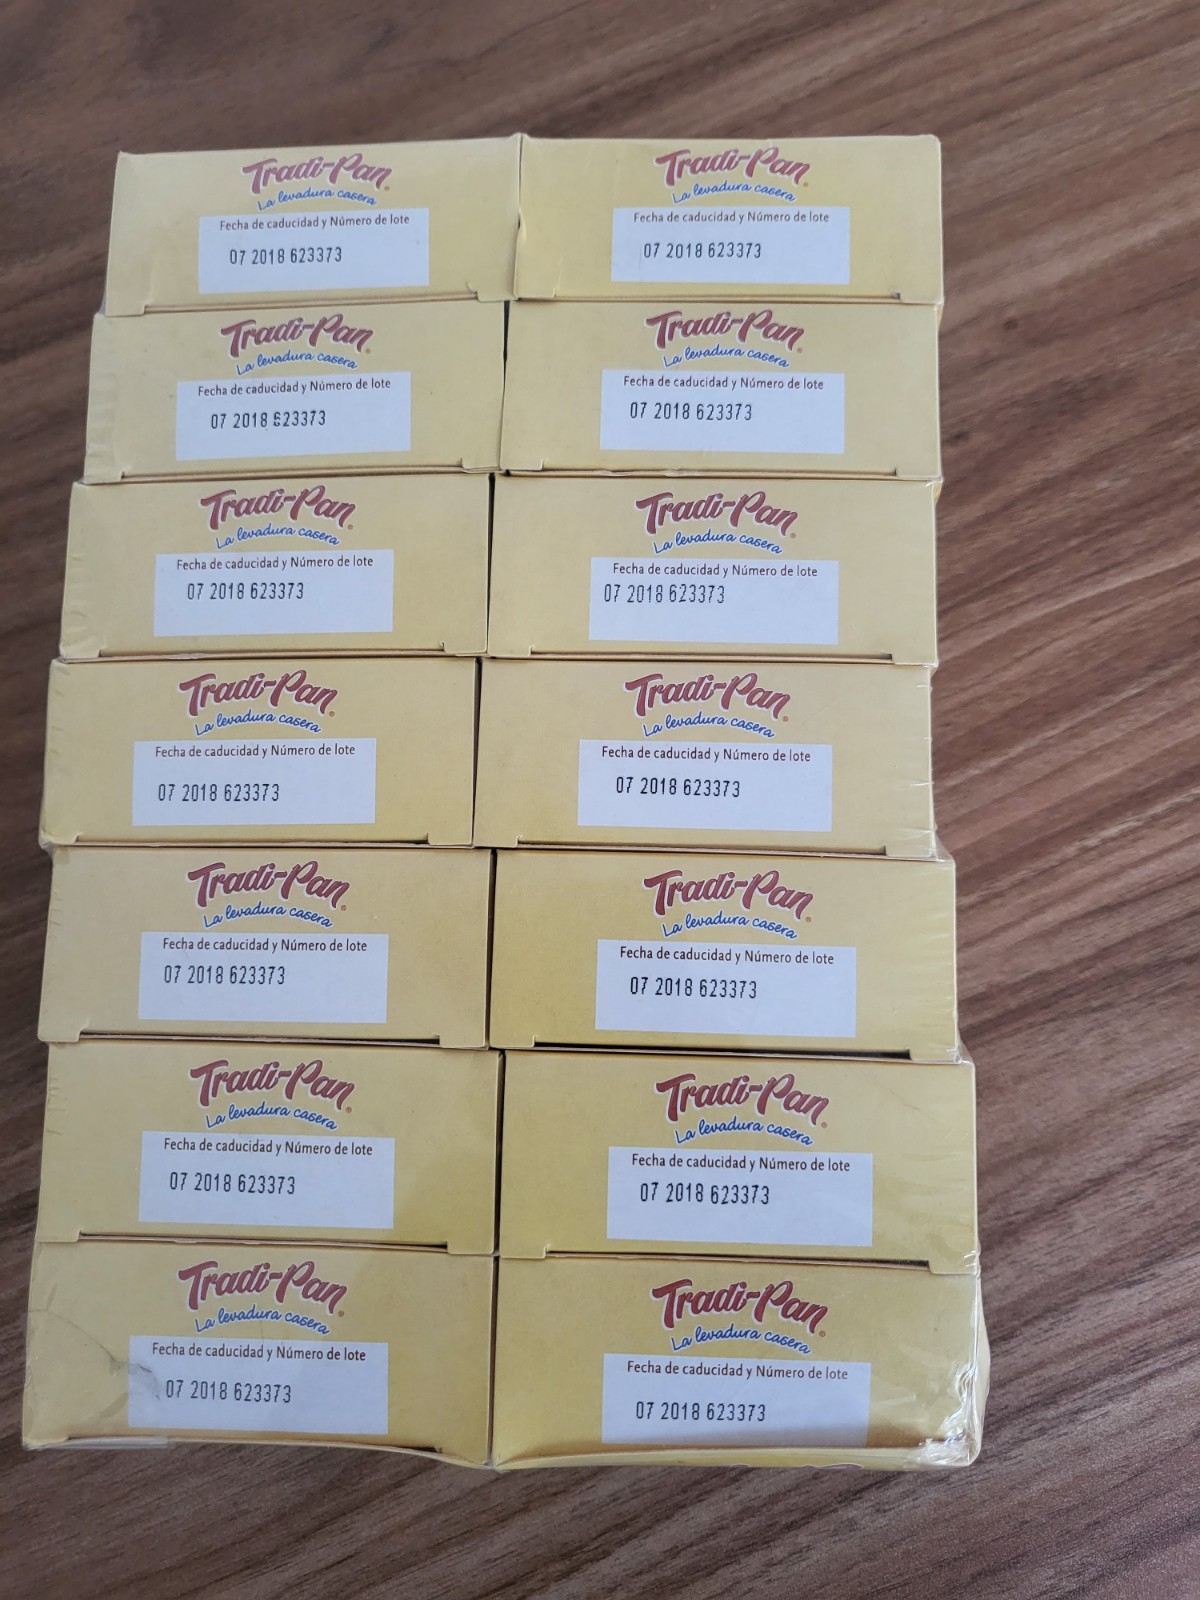 Tradi-Pan®
La levadura casera
Fecha de caducidad y Número de lote
07 2018 623373
Tradi-Pan®
La levadura casera
Fecha de caducidad y Número de lote
07 2018 623373
Tradi-Pan®
La levadura casera
Fecha de caducidad y Número de lote
07 2018 623373
Tradi-Pan®
La levadura casera
Fecha de caducidad y Número de lote
07 2018 623373
Tradi-Pan®
La levadura casera
Fecha de caducidad y Número de lote
07 2018 623373
Tradi-Pan®
La levadura casera
Fecha de caducidad y Número de lote
07 2018 623373
Tradi-Pan®
La levadura casera
Fecha de caducidad y Número de lote
07 2018 623373
Tradi-Pan®
La levadura casera
Fecha de caducidad y Número de lote
07 2018 623373
Tradi-Pan®
La levadura casera
Fecha de caducidad y Número de lote
07 2018 623373
Tradi-Pan®
La levadura casera
Fecha de caducidad y Número de lote
07 2018 623373
Tradi-Pan®
La levadura casera
Fecha de caducidad y Número de lote
07 2018 623373
Tradi-Pan®
La levadura casera
Fecha de caducidad y Número de lote
07 2018 623373
Tradi-Pan®
La levadura casera
Fecha de caducidad y Número de lote
07 2018 623373
Tradi-Pan®
La levadura casera
Fecha de caducidad y Número de lote
07 2018 623373